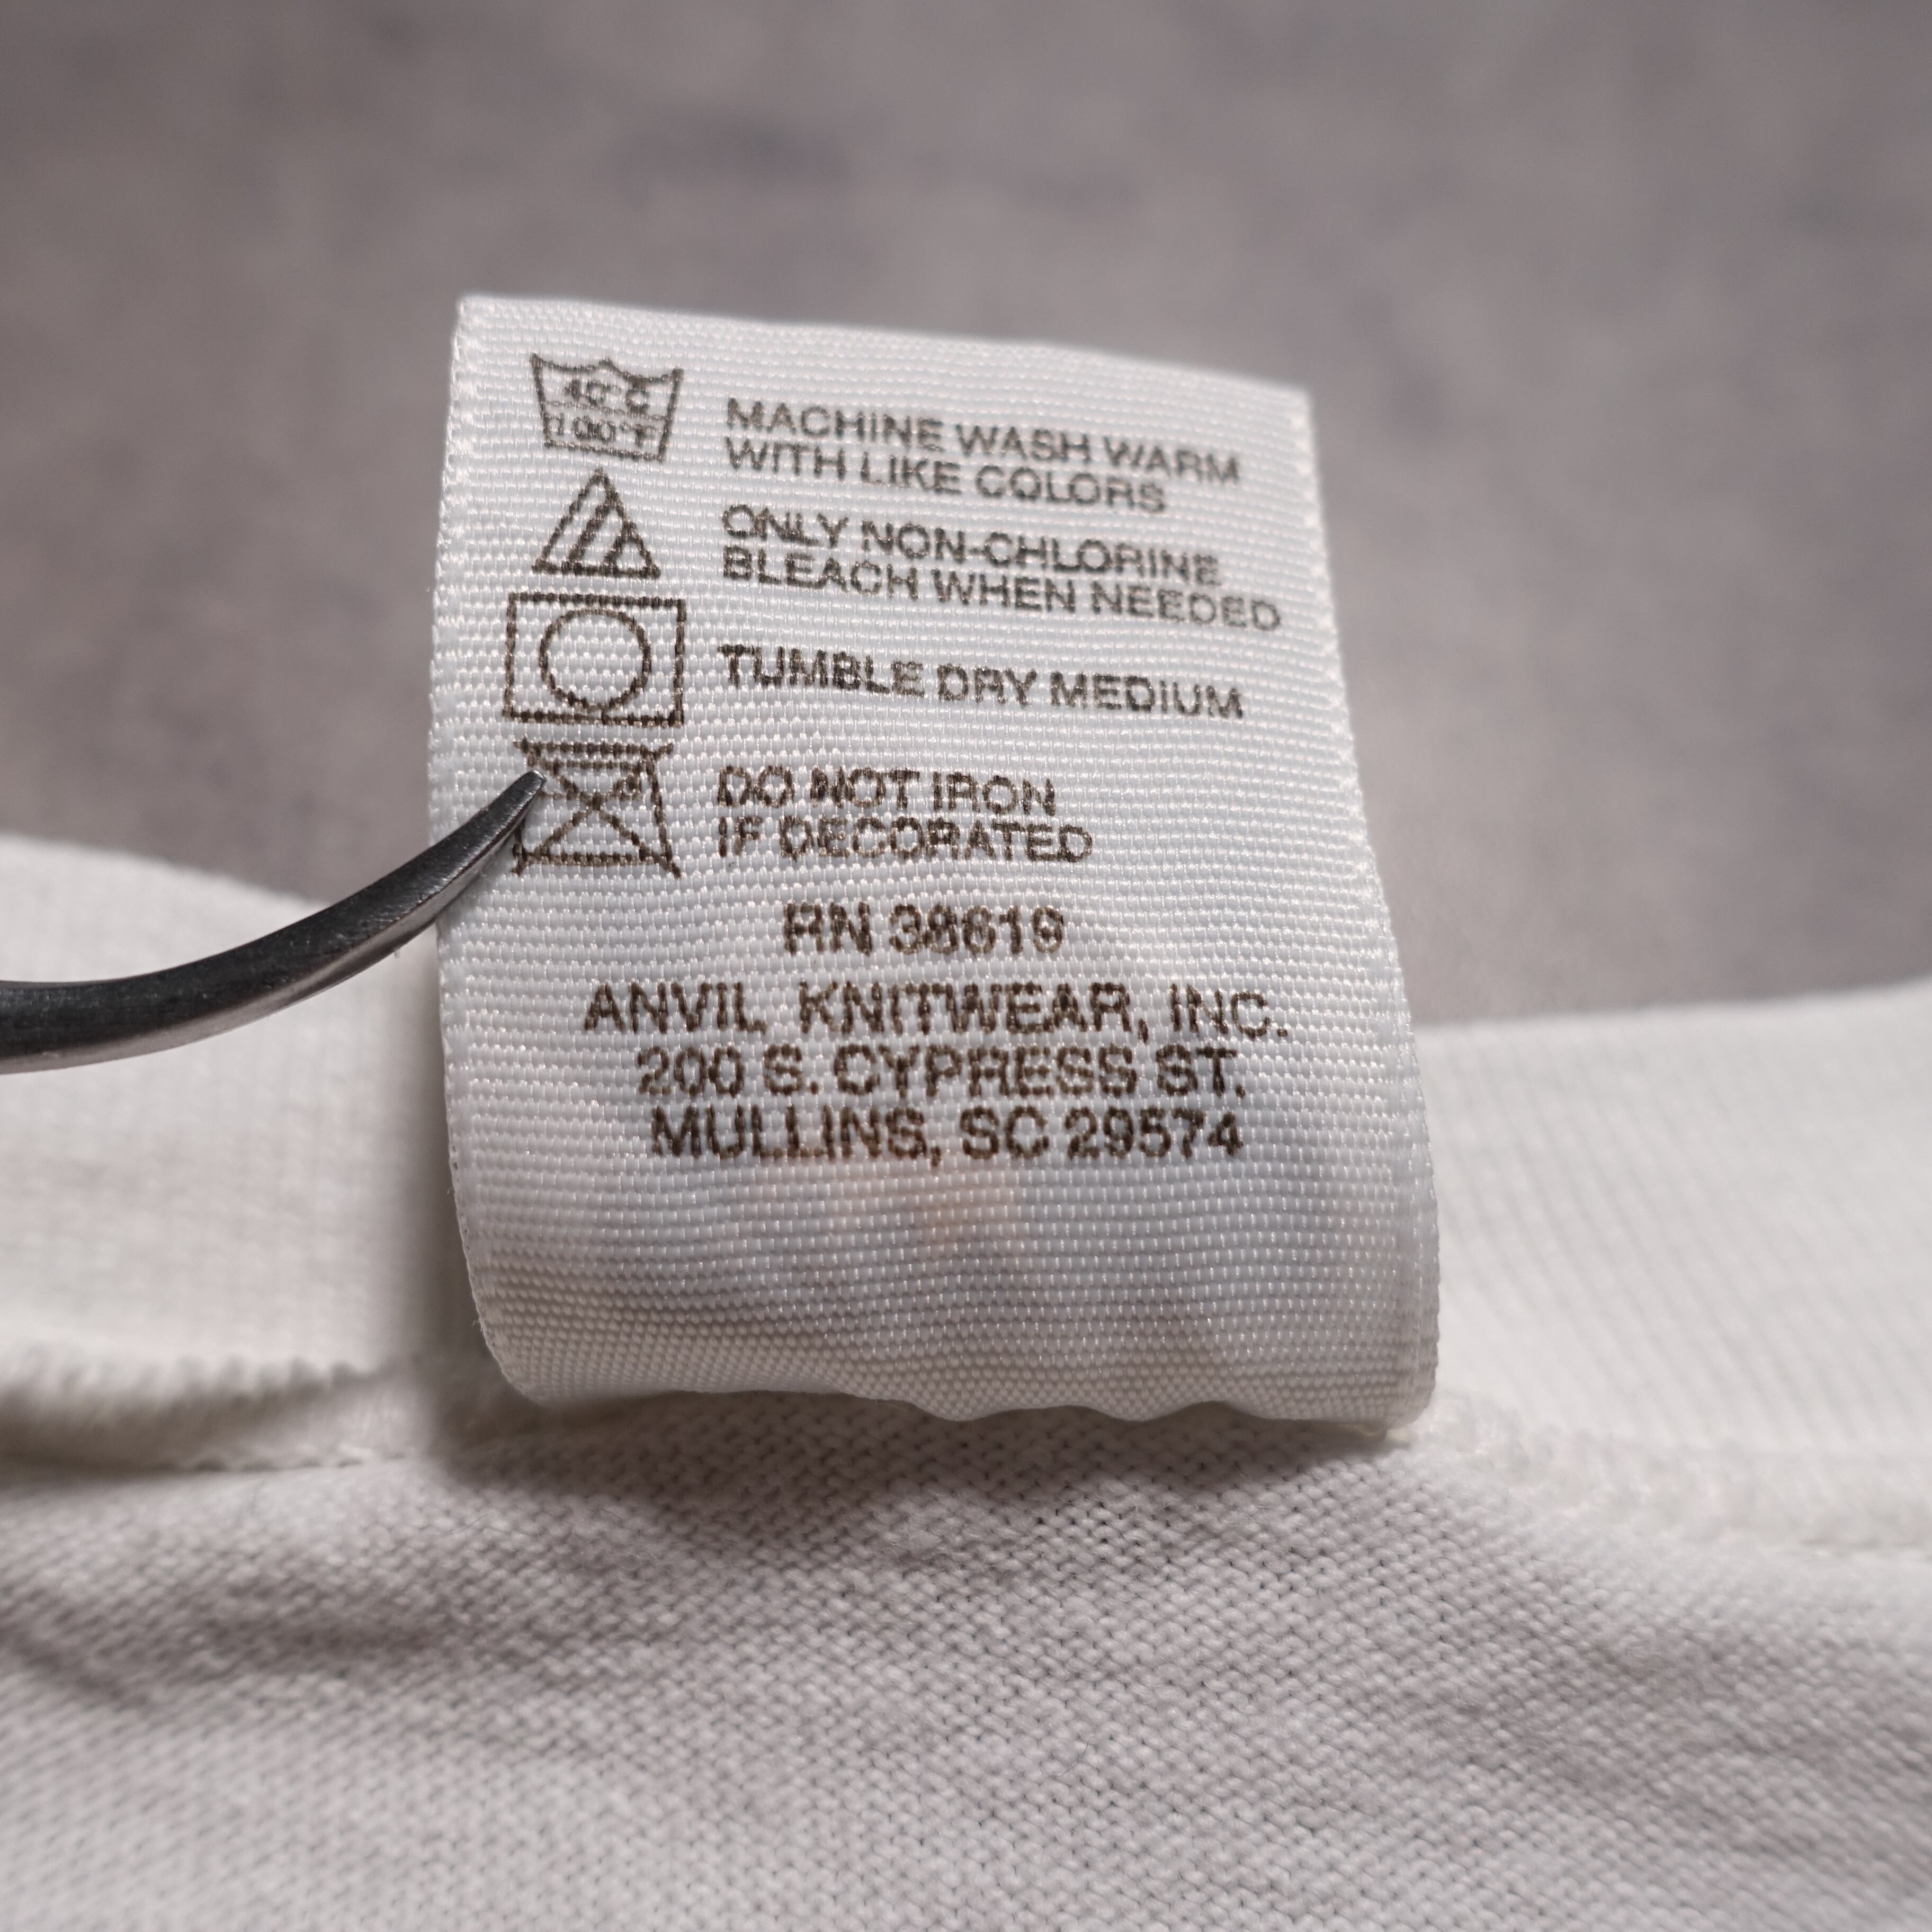 40°C
100°F
MACHINE WASH WARM
WITH LIKE COLORS
ONLY NON-CHLORINE
BLEACH WHEN NEEDED
TUMBLE DRY MEDIUM
DO NOT IRON
IF DECORATED
RN 38619
ANVIL KNITWEAR, INC.
200 S. CYPRESS ST.
MULLINS, SC 29574